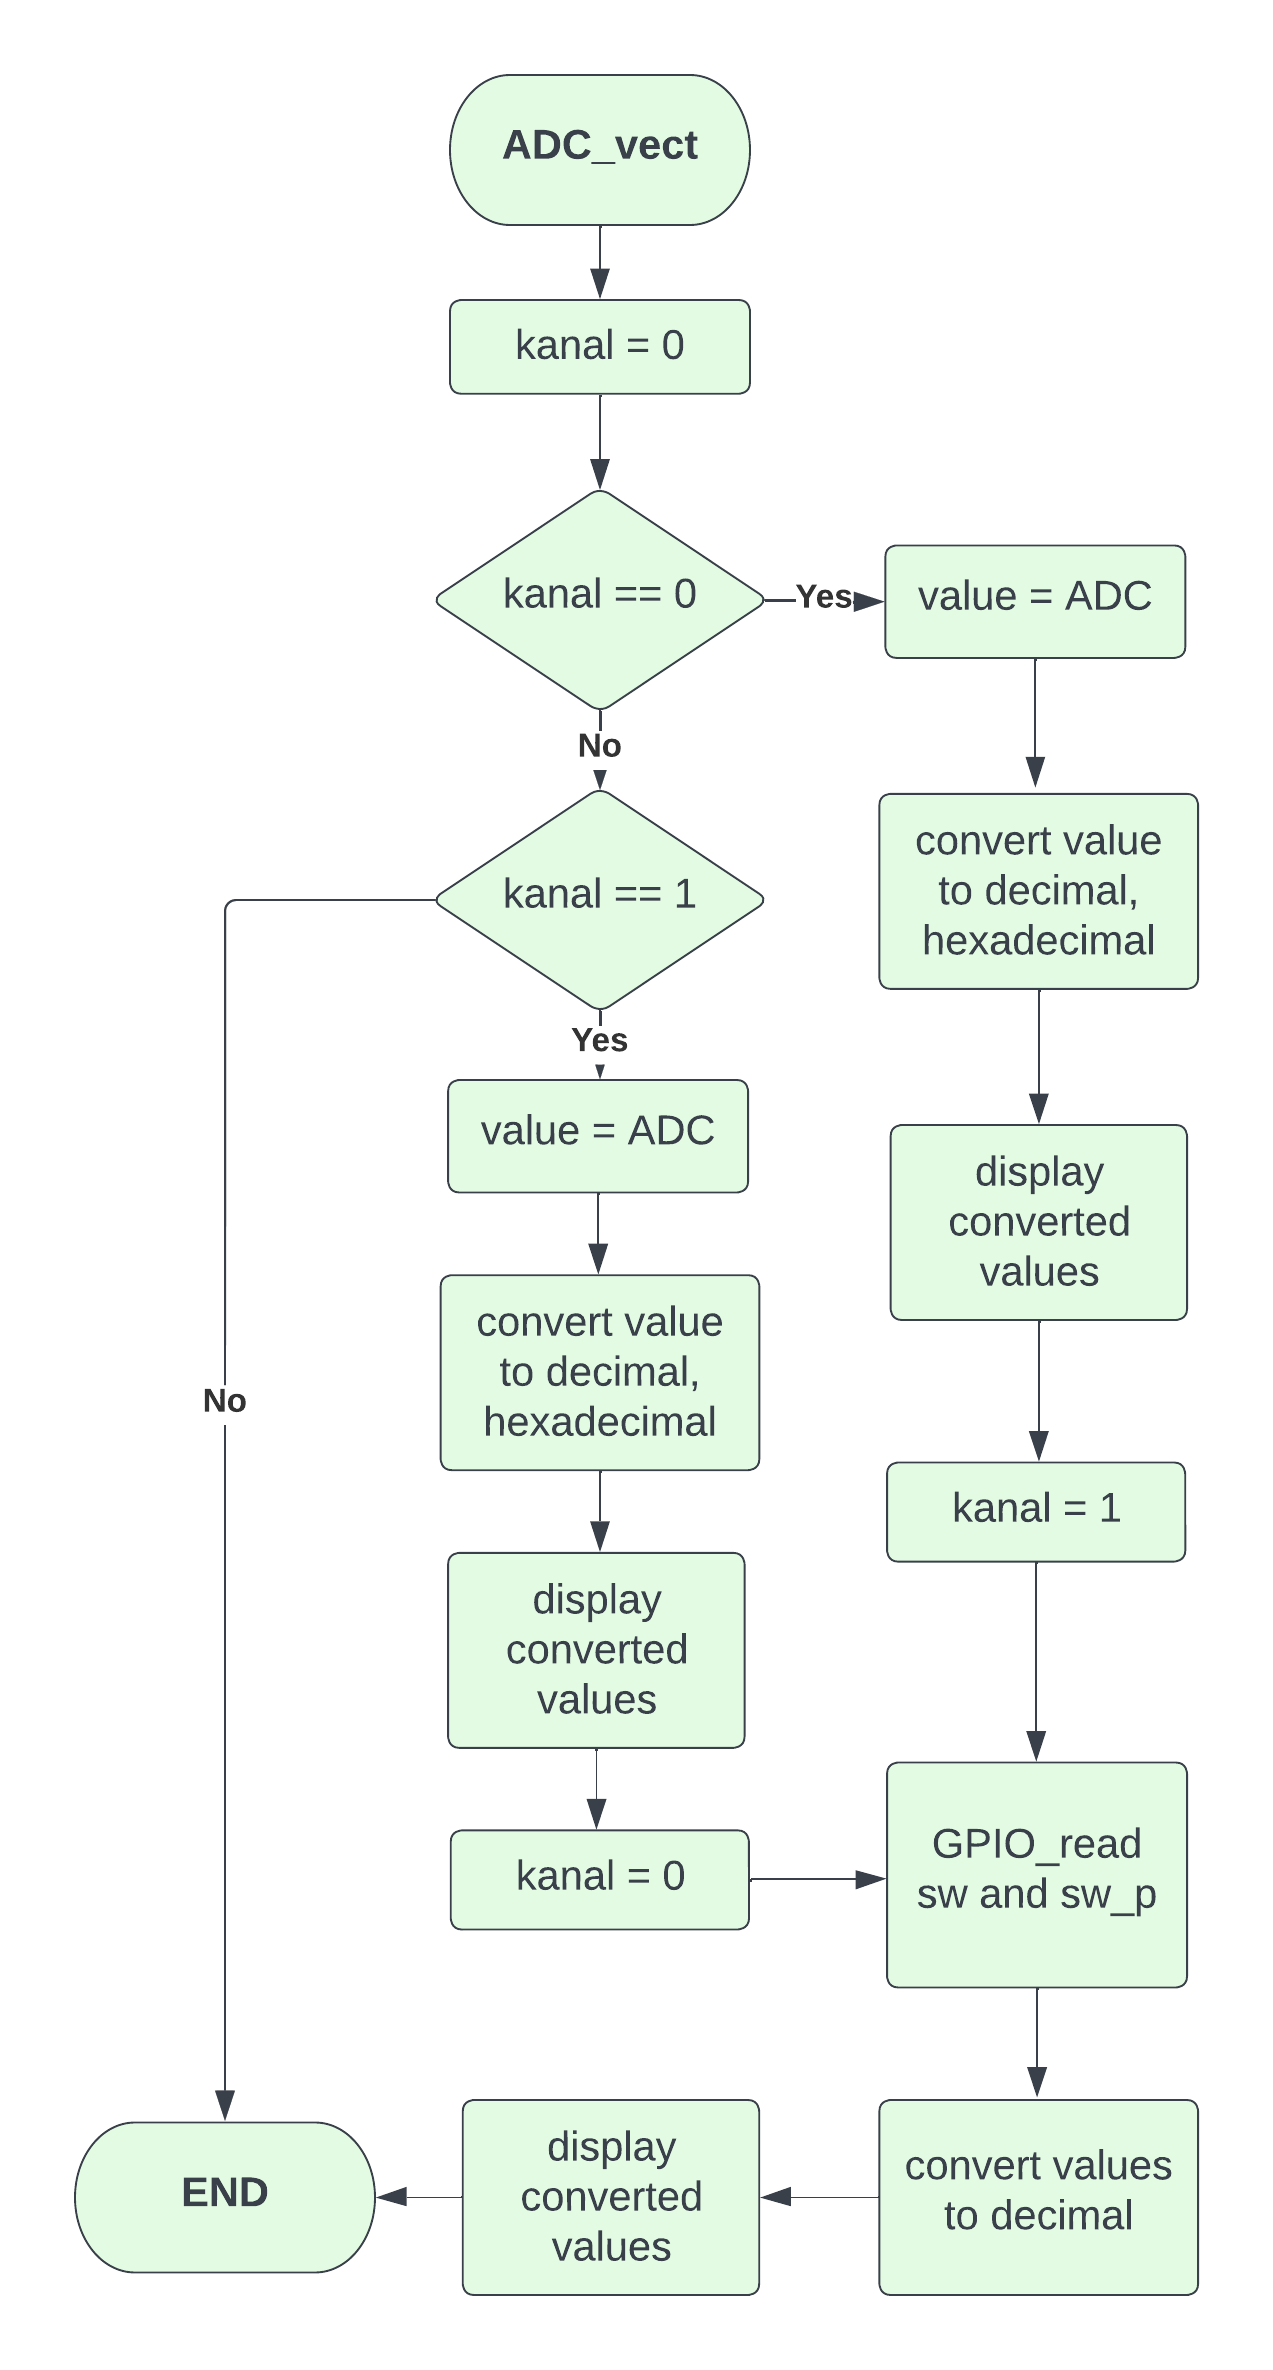 ADC_vect
kanal = 0
kanal == 0
Yes
value = ADC
No
convert value
to decimal,
hexadecimal
kanal == 1
Yes
value = ADC
display
converted
values
convert value
to decimal,
hexadecimal
No
kanal = 1
display
converted
values
kanal = 0
GPIO_read
sw and sw_p
convert values
to decimal
display
converted
values
END